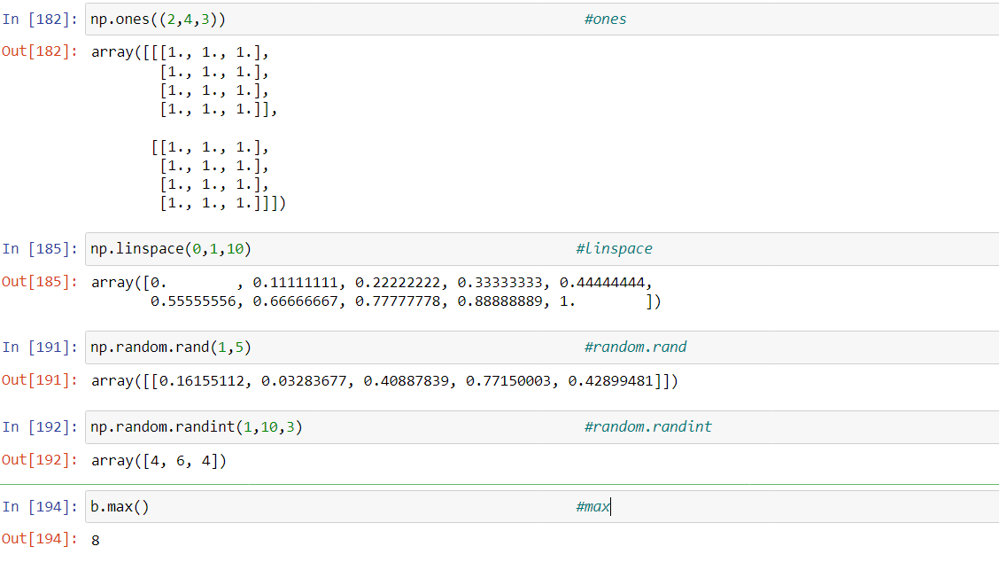 In [182]: np.ones((2,4,3)) #ones
Out[182]: array([[[1., 1., 1.],
[1., 1., 1.],
[1., 1., 1.],
[1., 1., 1.]],
[[1., 1., 1.],
[1., 1., 1.],
[1., 1., 1.],
[1., 1., 1.]]])
In [185]: np.linspace(0,1,10) #linspace
Out[185]: array([0.        , 0.11111111, 0.22222222, 0.33333333, 0.44444444,
0.55555556, 0.66666667, 0.77777778, 0.88888889, 1.        ])
In [191]: np.random.rand(1,5) #random.rand
Out[191]: array([[0.16155112, 0.03283677, 0.40887839, 0.77150003, 0.42899481]])
In [192]: np.random.randint(1,10,3) #random.randint
Out[192]: array([4, 6, 4])
In [194]: b.max() #max
Out[194]: 8